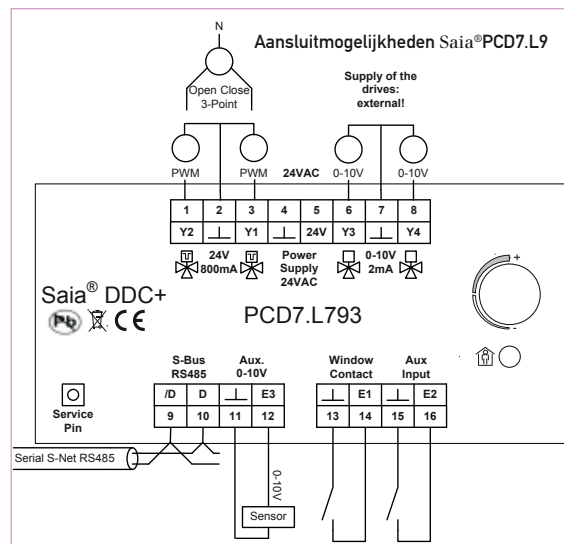 Aansluitmogelijkheden Saia®PCD7.L9
N
Open Close
3-Point
Supply of the
drives:
external!
PWM
PWM
24VAC
0-10V
0-10V
1 2 3 4 5 6 7 8
Y2 ⊥ Y1 ⊥ 24V Y3 ⊥ Y4
24V
800mA
Power
Supply
24VAC
0-10V
2mA
+
-
Saia® DDC+
Pb CE
PCD7.L793
S-Bus
RS485
Aux.
0-10V
Window
Contact
Aux
Input
/D D ⊥ E3 ⊥ E1 ⊥ E2
9 10 11 12 13 14 15 16
Service
Pin
Serial S-Net RS485
0-10V
Sensor